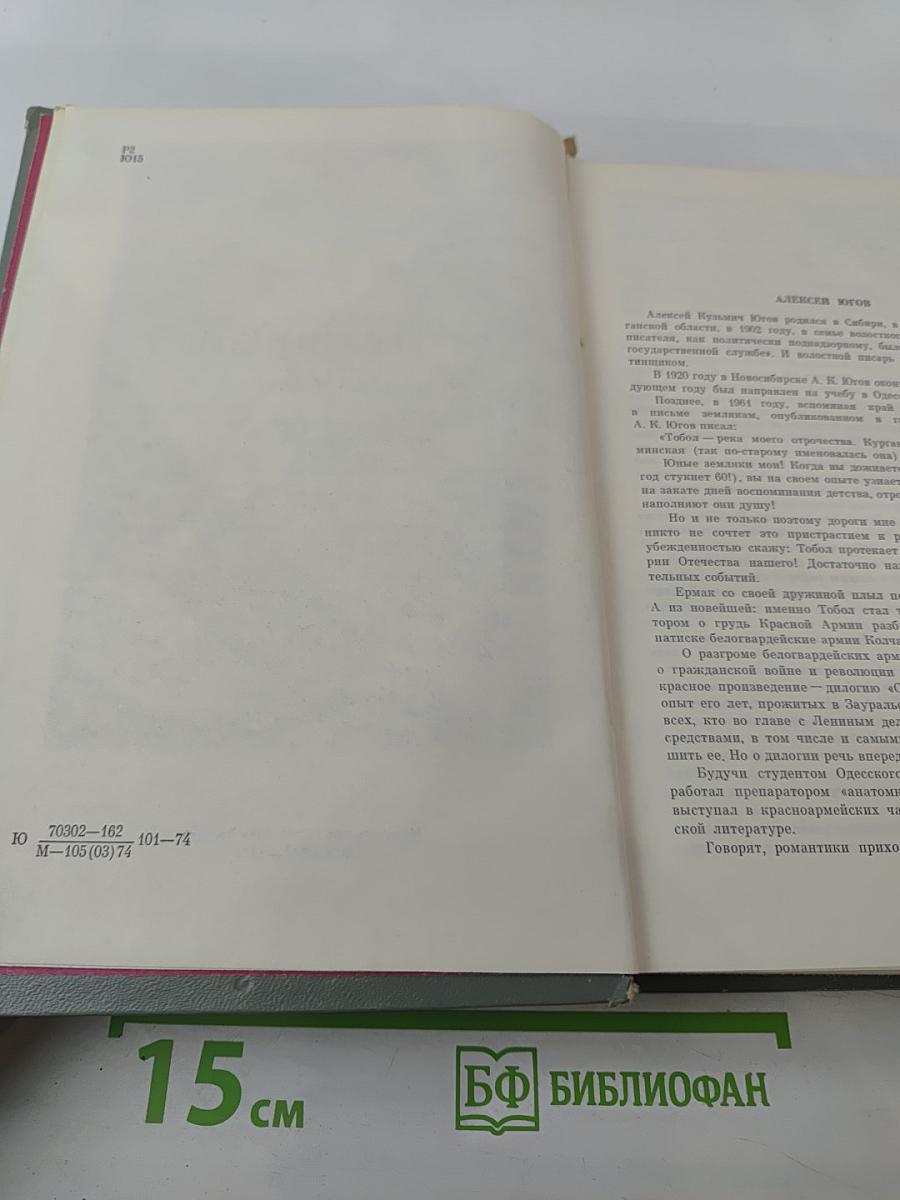 Р2
Ю15
Ю 70302—162 101—74
М—105(03)74
АЛЕКСЕЙ ЮГОВ
Алексей Кузьмич Югов родился в Сибири, в
ганской области, в 1902 году, в семье волостног
писателя, как политически поднадзорному, был
государственной службе». И волостной писарь
тинщиком.
В 1920 году в Новосибирске А. К. Югов окон
дующем году был направлен на учебу в Одес
Позднее, в 1961 году, вспоминая край
в письме землякам, опубликованном в г
А. К. Югов писал:
«Тобол — река моего отрочества. Курган
минская (так по-старому именовалась она)
Юные земляки мои! Когда вы доживете
год стукнет 60!), вы на своем опыте узнает
на закате дней воспоминания детства, отро
наполняют они душу!
Но и не только поэтому дороги мне
никто не сочтет это пристрастием к р
убежденностью скажу: Тобол протекает
рии Отечества нашего! Достаточно наз
тельных событий.
Ермак со своей дружиной плыл по
А из новейшей: именно Тобол стал т
тором о грудь Красной Армии разб
натиске белогвардейские армии Колча
О разгроме белогвардейских арм
о гражданской войне и революции
красное произведение — дилогию «С
опыт его лет, прожитых в Заураль
всех, кто во главе с Лениным дел
средствами, в том числе и самым
шить ее. Но о дилогии речь вперед
Будучи студентом Одесского
работал препаратором «анатомк
выступал в красноармейских ча
ской литературе.
Говорят, романтики прихо
15 см
БФ БИБЛИОФАН